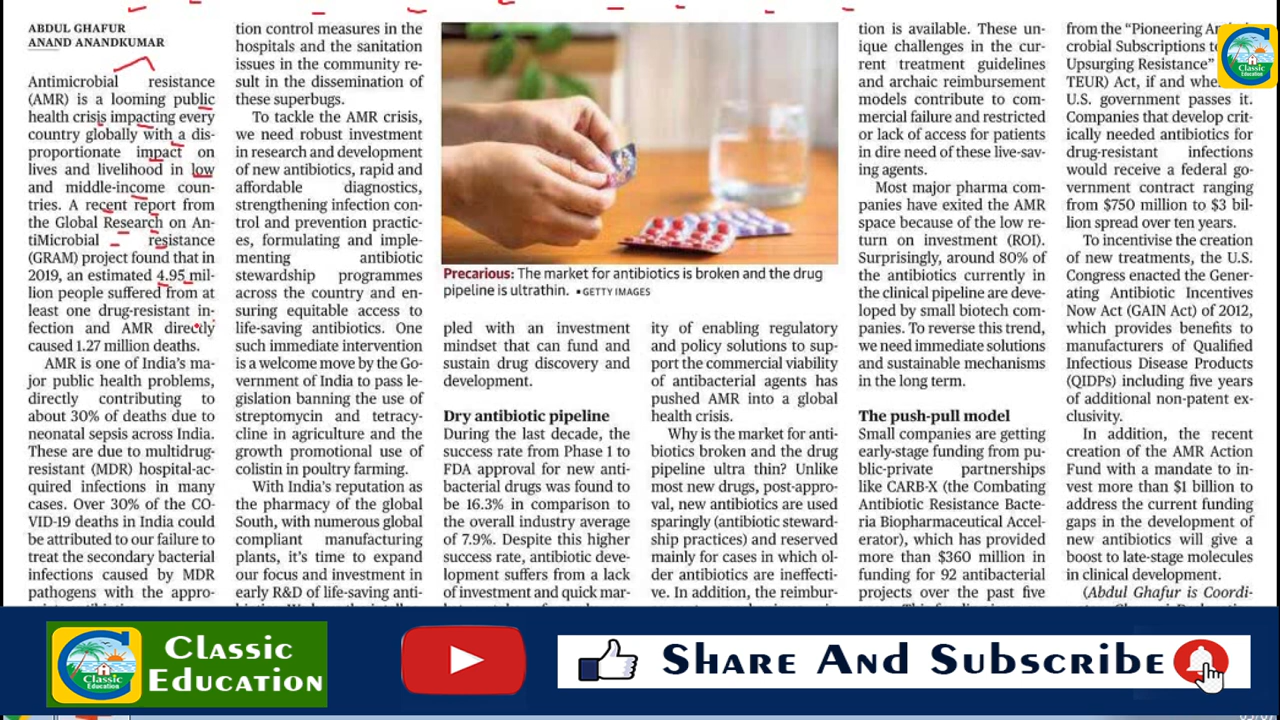 ABDUL GHAFUR
ANAND ANANDKUMAR
Antimicrobial resistance
(AMR) is a looming public
health crisis impacting every
country globally with a dis-
proportionate impact on
lives and livelihood in low
and middle-income coun-
tries. A recent report from
the Global Research on An-
tiMicrobial resistance
(GRAM) project found that in
2019, an estimated 4.95 mil-
lion people suffered from at
least one drug-resistant in-
fection and AMR directly
caused 1.27 million deaths.
AMR is one of India's ma-
jor public health problems,
directly contributing to
about 30% of deaths due to
neonatal sepsis across India.
These are due to multidrug-
resistant (MDR) hospital-ac-
quired infections in many
cases. Over 30% of the CO-
VID-19 deaths in India could
be attributed to our failure to
treat the secondary bacterial
infections caused by MDR
pathogens with the appro-
tion control measures in the
hospitals and the sanitation
issues in the community re-
sult in the dissemination of
these superbugs.
To tackle the AMR crisis,
we need robust investment
in research and development
of new antibiotics, rapid and
affordable diagnostics,
strengthening infection con-
trol and prevention practic-
es, formulating and imple-
menting antibiotic
stewardship programmes
across the country and en-
suring equitable access to
life-saving antibiotics. One
such immediate intervention
is a welcome move by the Go-
vernment of India to pass le-
gislation banning the use of
streptomycin and tetracy-
cline in agriculture and the
growth promotional use of
colistin in poultry farming.
With India's reputation as
the pharmacy of the global
South, with numerous global
compliant manufacturing
plants, it's time to expand
our focus and investment in
early R&D of life-saving anti-
Precarious: The market for antibiotics is broken and the drug
pipeline is ultrathin. • GETTY IMAGES
pled with an investment
mindset that can fund and
sustain drug discovery and
development.
Dry antibiotic pipeline
During the last decade, the
success rate from Phase 1 to
FDA approval for new anti-
bacterial drugs was found to
be 16.3% in comparison to
the overall industry average
of 7.9%. Despite this higher
success rate, antibiotic deve-
lopment suffers from a lack
of investment and quick mar-
ity of enabling regulatory
and policy solutions to sup-
port the commercial viability
of antibacterial agents has
pushed AMR into a global
health crisis.
Why is the market for anti-
biotics broken and the drug
pipeline ultra thin? Unlike
most new drugs, post-appro-
val, new antibiotics are used
sparingly (antibiotic steward-
ship practices) and reserved
mainly for cases in which ol-
der antibiotics are ineffecti-
ve. In addition, the reimbur-
tion is available. These un-
ique challenges in the cur-
rent treatment guidelines
and archaic reimbursement
models contribute to com-
mercial failure and restricted
or lack of access for patients
in dire need of these live-sav-
ing agents.
Most major pharma com-
panies have exited the AMR
space because of the low re-
turn on investment (ROI).
Surprisingly, around 80% of
the antibiotics currently in
the clinical pipeline are deve-
loped by small biotech com-
panies. To reverse this trend,
we need immediate solutions
and sustainable mechanisms
in the long term.
The push-pull model
Small companies are getting
early-stage funding from pu-
blic-private partnerships
like CARB-X (the Combating
Antibiotic Resistance Bacte-
ria Biopharmaceutical Accel-
erator), which has provided
more than $360 million in
funding for 92 antibacterial
projects over the past five
from the "Pioneering
crobial Subscriptions
Upsurging Resistance"
TEUR) Act, if and
U.S. government passes it.
Companies that develop crit-
ically needed antibiotics for
drug-resistant infections
would receive a federal go-
vernment contract ranging
from $750 million to $3 bil-
lion spread over ten years.
To incentivise the creation
of new treatments, the U.S.
Congress enacted the Gener-
ating Antibiotic Incentives
Now Act (GAIN Act) of 2012,
which provides benefits to
manufacturers of Qualified
Infectious Disease Products
(QIDPs) including five years
of additional non-patent ex-
clusivity.
In addition, the recent
creation of the AMR Action
Fund with a mandate to in-
vest more than $1 billion to
address the current funding
gaps in the development of
new antibiotics will give a
boost to late-stage molecules
in clinical development.
(Abdul Ghafur is Coordi-
Classic
Education
Classic
Education
Classic
Education
Share And Subscribe